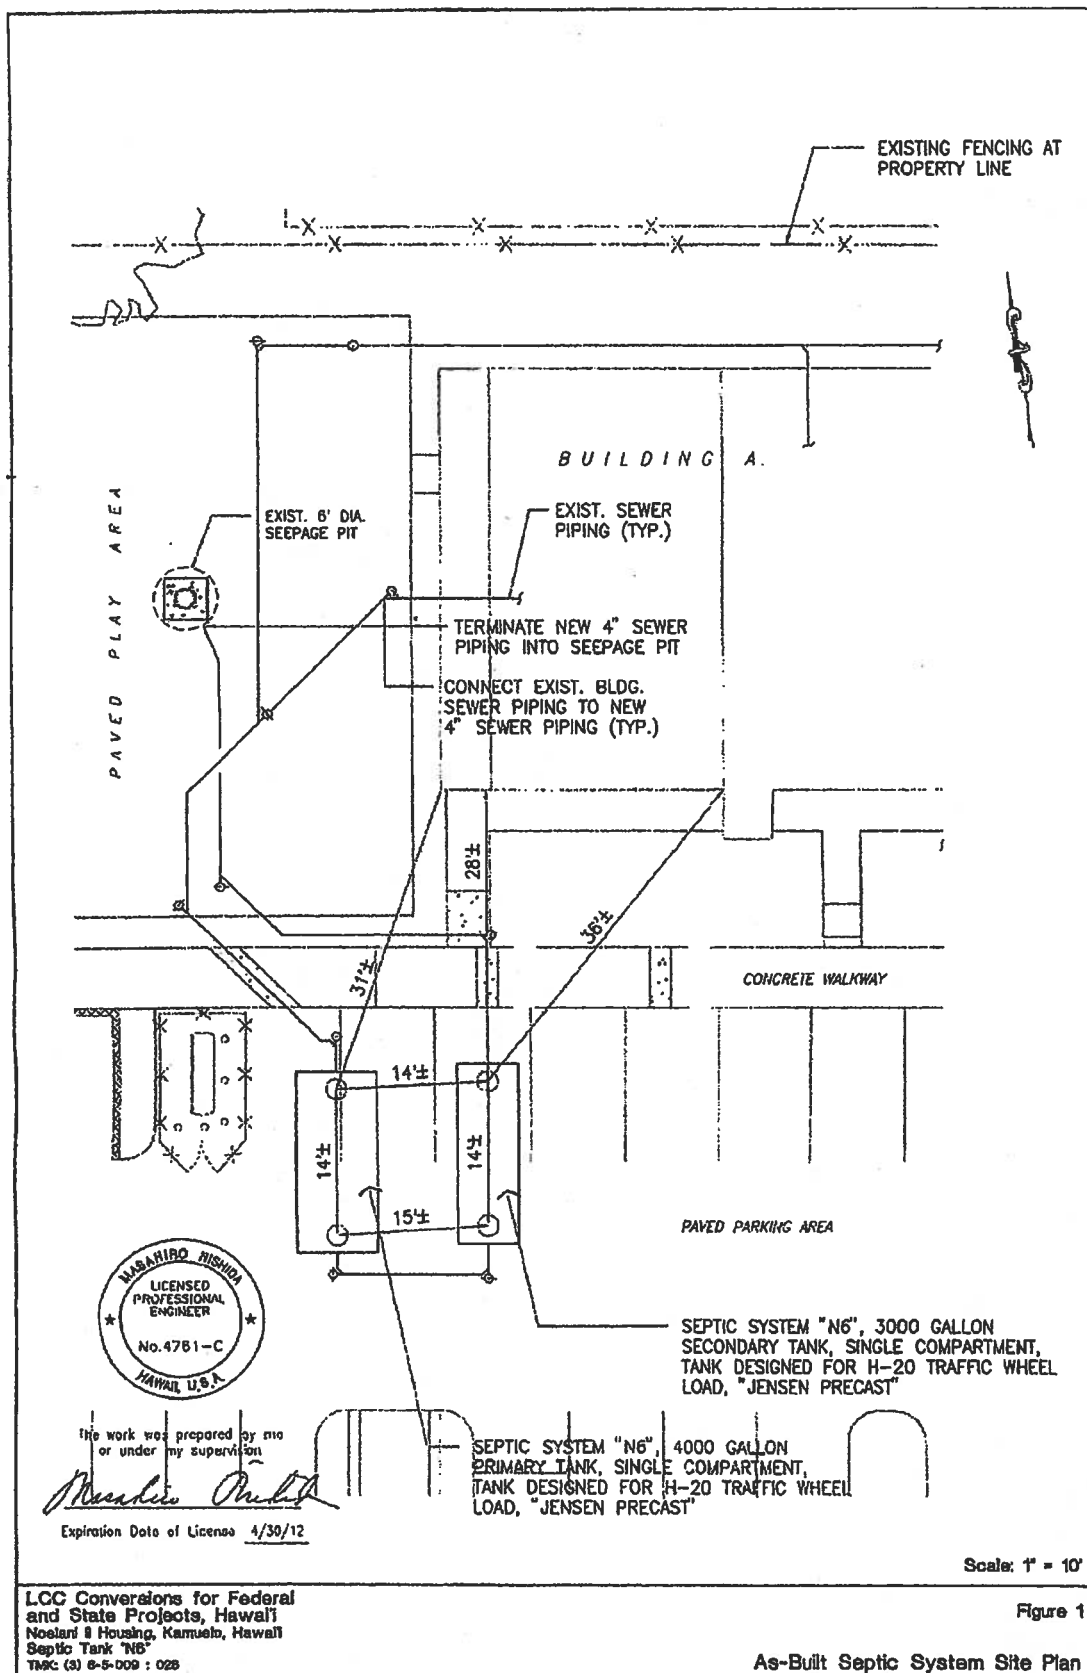 EXISTING FENCING AT
PROPERTY LINE
BUILDING A.
EXIST. 6' DIA.
SEEPAGE PIT
EXIST. SEWER
PIPING (TYP.)
PAVED PLAY AREA
TERMINATE NEW 4" SEWER
PIPING INTO SEEPAGE PIT
CONNECT EXIST. BLDG.
SEWER PIPING TO NEW
4" SEWER PIPING (TYP.)
28'±
36'±
31'±
CONCRETE WALKWAY
14'±
14'±
14'±
15'±
PAVED PARKING AREA
MASAHIRO NISHIDA
LICENSED
PROFESSIONAL
ENGINEER
No.4761-C
HAWAII, U.S.A
SEPTIC SYSTEM "N6", 3000 GALLON
SECONDARY TANK, SINGLE COMPARTMENT,
TANK DESIGNED FOR H-20 TRAFFIC WHEEL
LOAD, "JENSEN PRECAST"
The work was prepared by me
or under my supervision
Masahiro Nishida
Expiration Date of License 4/30/12
SEPTIC SYSTEM "N6", 4000 GALLON
PRIMARY TANK, SINGLE COMPARTMENT,
TANK DESIGNED FOR H-20 TRAFFIC WHEEL
LOAD, "JENSEN PRECAST"
Scale: 1" = 10'
LCC Conversions for Federal
and State Projects, Hawai'i
Noelani II Housing, Kamuela, Hawai'i
Septic Tank "N6"
TMK: (3) 6-5-009 : 028
Figure 1
As-Built Septic System Site Plan